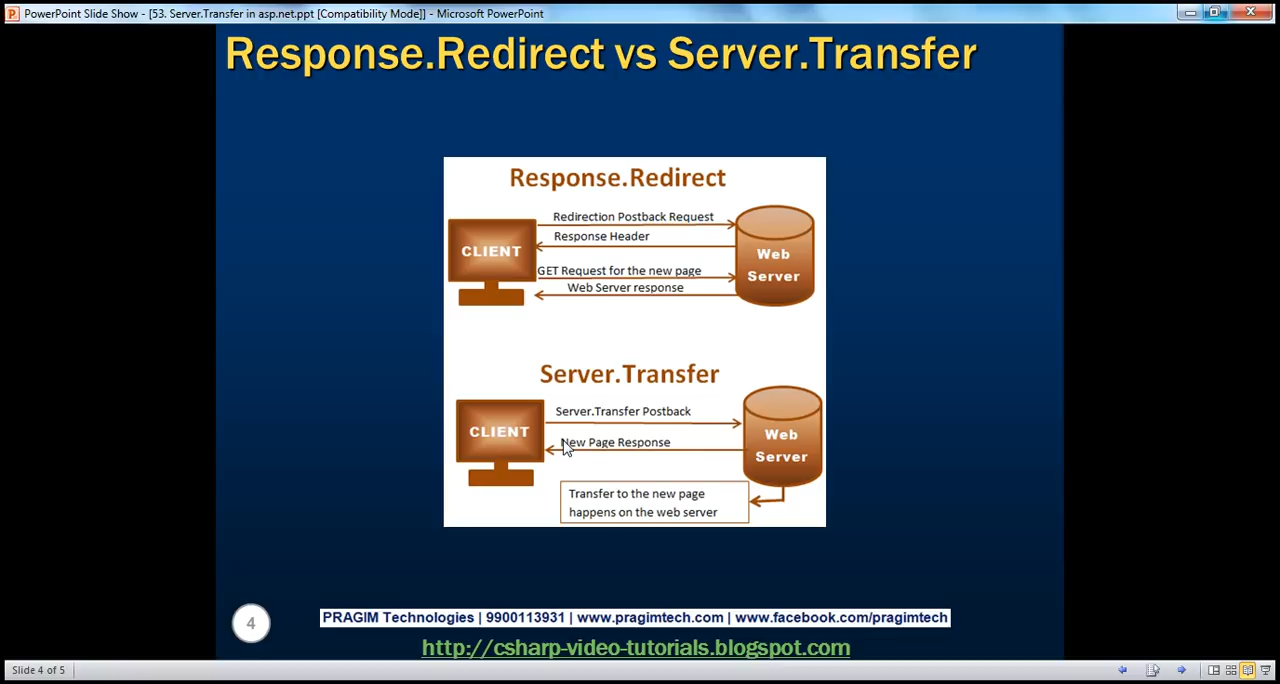 PowerPoint Slide Show - [53. Server.Transfer in asp.net.ppt [Compatibility Mode]] - Microsoft PowerPoint
Response.Redirect vs Server.Transfer
Response.Redirect
Redirection Postback Request
Response Header
CLIENT
Web
Server
GET Request for the new page
Web Server response
Server.Transfer
Server.Transfer Postback
CLIENT
Web
Server
New Page Response
Transfer to the new page
happens on the web server
4
PRAGIM Technologies | 9900113931 | www.pragimtech.com | www.facebook.com/pragimtech
http://csharp-video-tutorials.blogspot.com
Slide 4 of 5